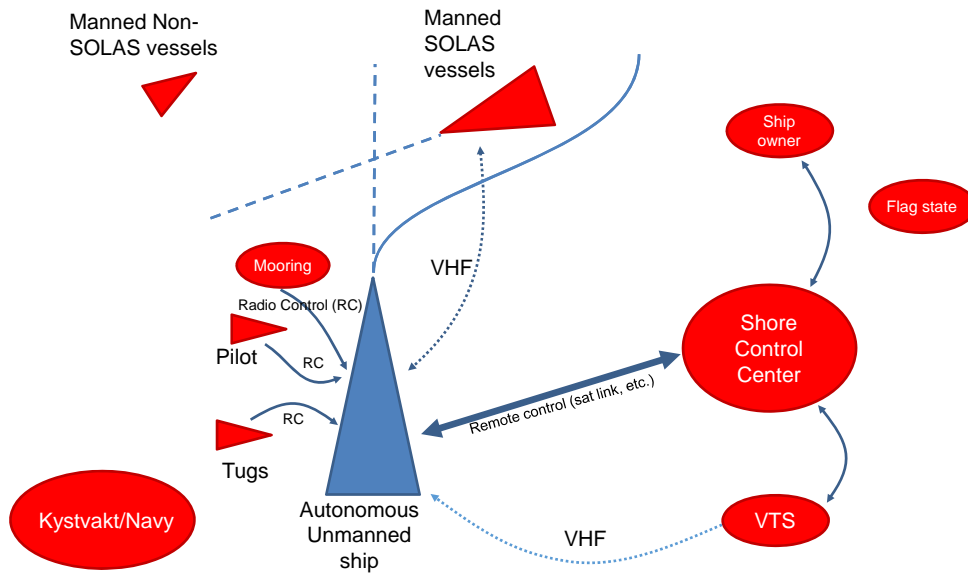 Manned Non-
SOLAS vessels
Manned
SOLAS
vessels
Ship
owner
Flag state
Mooring
VHF
Radio Control (RC)
Pilot
RC
Shore
Control
Center
Remote control (sat link, etc.)
RC
Tugs
Kystvakt/Navy
Autonomous
Unmanned
ship
VHF
VTS